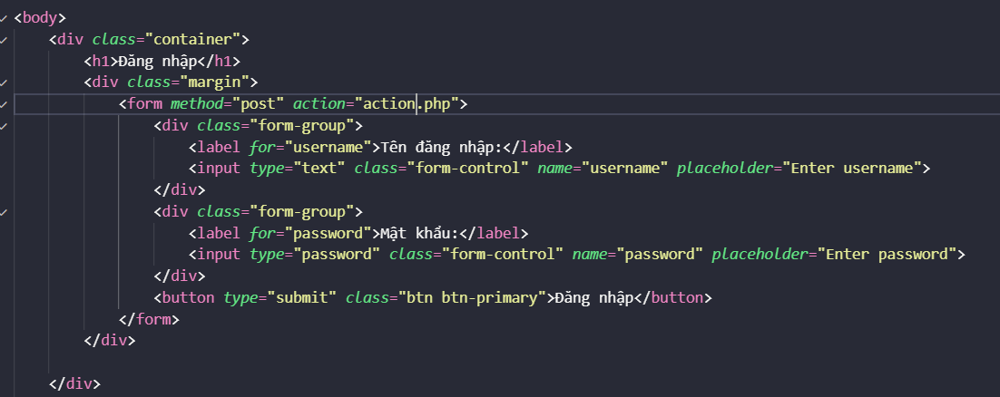 <body>
<div class="container">
<h1>Đăng nhập</h1>
<div class="margin">
<form method="post" action="action.php">
<div class="form-group">
<label for="username">Tên đăng nhập:</label>
<input type="text" class="form-control" name="username" placeholder="Enter username">
</div>
<div class="form-group">
<label for="password">Mật khẩu:</label>
<input type="password" class="form-control" name="password" placeholder="Enter password">
</div>
<button type="submit" class="btn btn-primary">Đăng nhập</button>
</form>
</div>
</div>